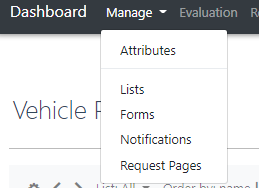 Dashboard Manage Evaluation
Attributes
Lists
Vehicle
Forms
Notifications
Request Pages
List: All Order by: name